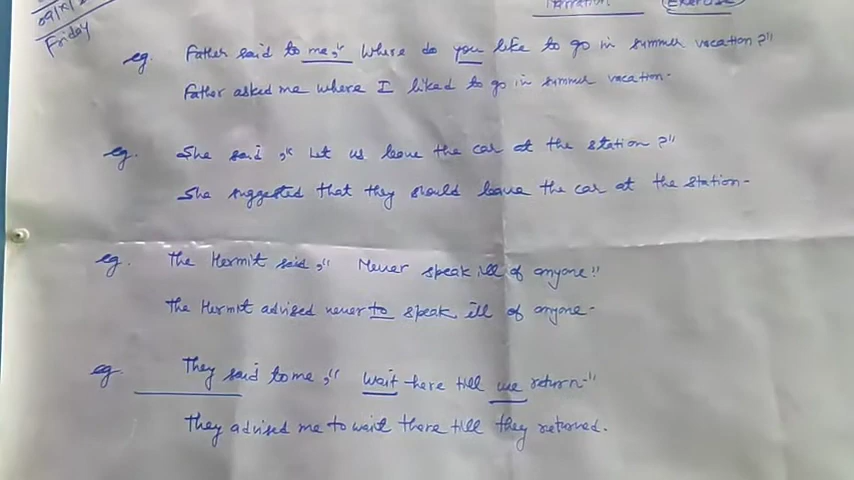 Narration Exercise
Friday
eg. Father said to me," Where do you like to go in summer vacation?"
Father asked me where I liked to go in summer vacation.
eg. She said," Let us leave the car at the station?"
She suggested that they should leave the car at the station.
eg. The Hermit said," Never speak ill of anyone"
The Hermit advised never to speak ill of anyone.
eg. They said to me," wait here till we return."
They advised me to wait there till they returned.